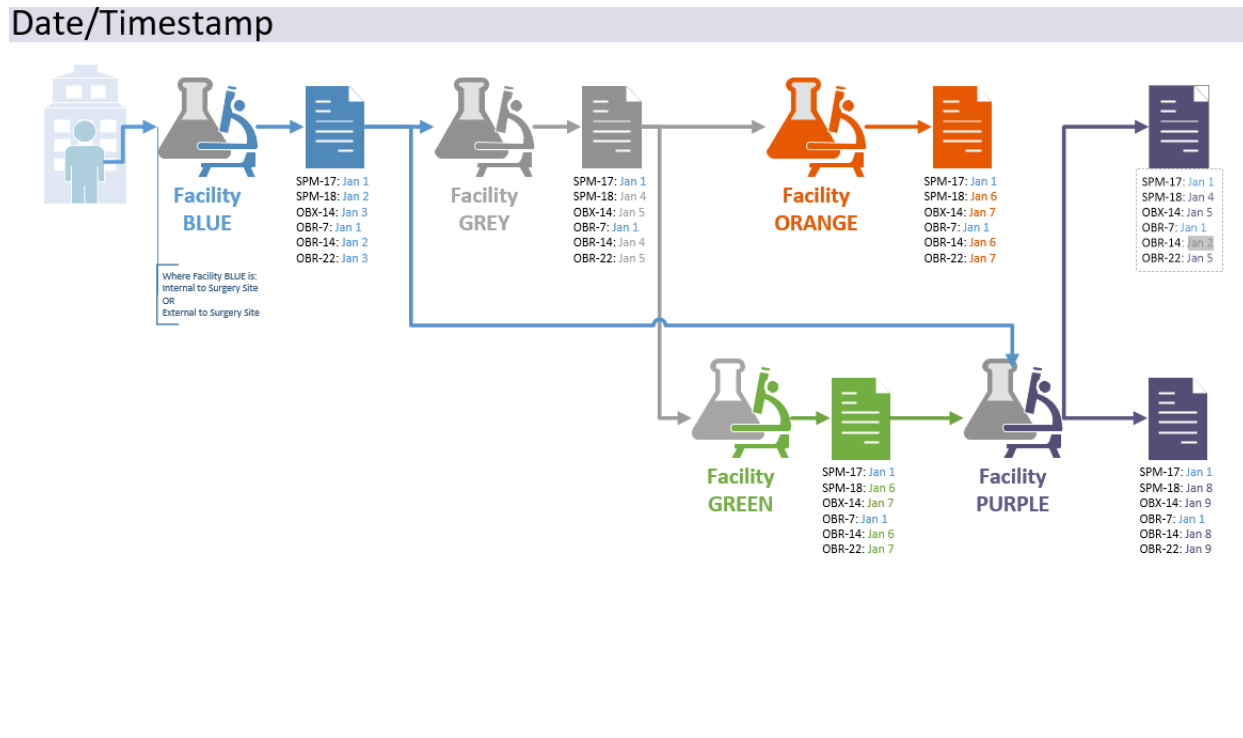 Date/Timestamp
Facility
BLUE
SPM-17: Jan 1
SPM-18: Jan 2
OBX-14: Jan 3
OBR-7: Jan 1
OBR-14: Jan 2
OBR-22: Jan 3
Facility
GREY
SPM-17: Jan 1
SPM-18: Jan 4
OBX-14: Jan 5
OBR-7: Jan 1
OBR-14: Jan 4
OBR-22: Jan 5
Facility
ORANGE
SPM-17: Jan 1
SPM-18: Jan 6
OBX-14: Jan 7
OBR-7: Jan 1
OBR-14: Jan 6
OBR-22: Jan 7
SPM-17: Jan 1
SPM-18: Jan 4
OBX-14: Jan 5
OBR-7: Jan 1
OBR-14: Jan 2
OBR-22: Jan 5
Where Facility BLUE is:
Internal to Surgery Site
OR
External to Surgery Site
Facility
GREEN
SPM-17: Jan 1
SPM-18: Jan 6
OBX-14: Jan 7
OBR-7: Jan 1
OBR-14: Jan 6
OBR-22: Jan 7
Facility
PURPLE
SPM-17: Jan 1
SPM-18: Jan 8
OBX-14: Jan 9
OBR-7: Jan 1
OBR-14: Jan 8
OBR-22: Jan 9